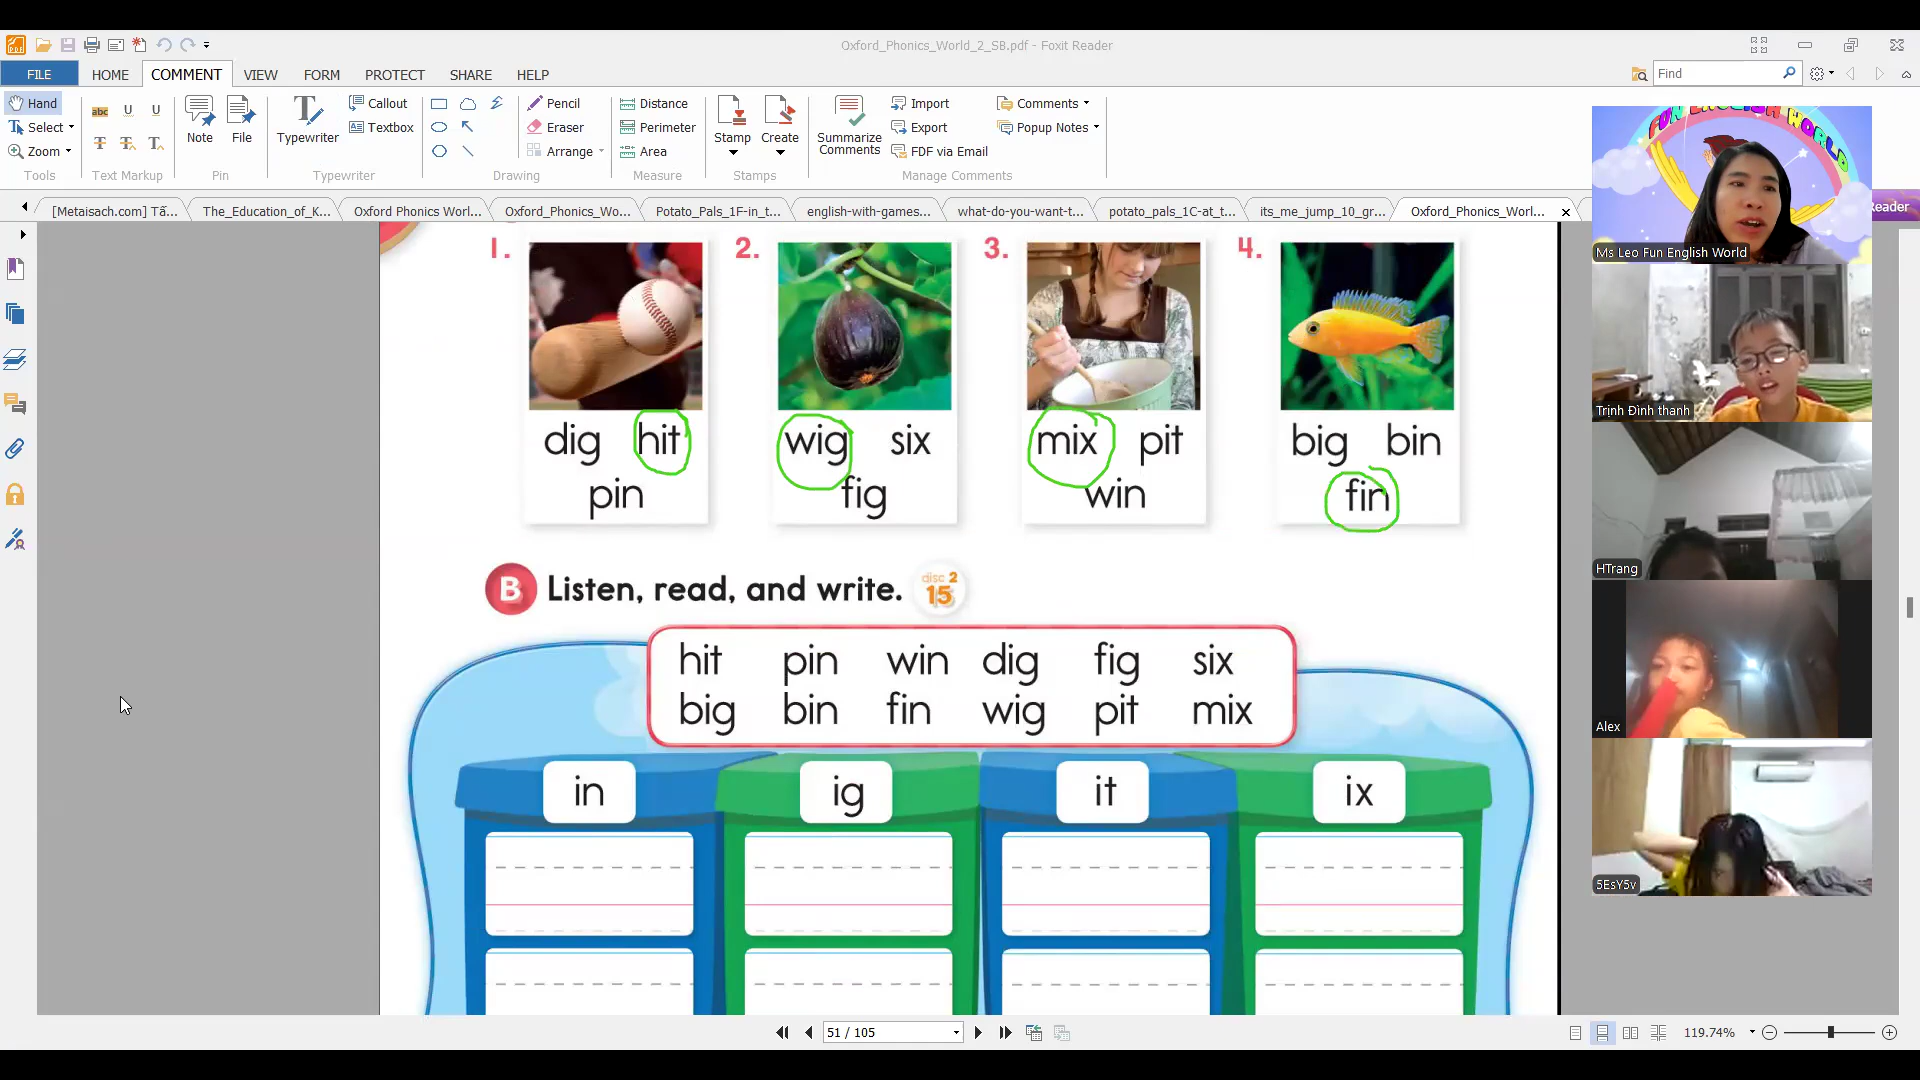 Oxford_Phonics_World_2_SB.pdf - Foxit Reader
FILE HOME COMMENT VIEW FORM PROTECT SHARE HELP
Find
Hand
Select
Zoom
Tools
abc U U
T T T
Text Markup
Note File
Pin
Typewriter
Callout
Textbox
Typewriter
Drawing
Pencil
Eraser
Arrange
Distance
Perimeter
Area
Measure
Stamp Create
Stamps
Summarize Comments
Import
Export
FDF via Email
Comments
Popup Notes
Manage Comments
[Metaisach.com] Tấ... The_Education_of_K... Oxford Phonics Worl... Oxford_Phonics_Wo... Potato_Pals_1F-in_t... english-with-games... what-do-you-want-t... potato_pals_1C-at_t... its_me_jump_10_gr... Oxford_Phonics_Worl...
Reader
FUN ENGLISH WORLD
Ms Leo Fun English World
Trịnh Đình thanh
HTrang
Alex
5EsY5v
1. 2. 3. 4.
dig hit
pin
wig six
fig
mix pit
win
big bin
fin
B Listen, read, and write. disc 2 15
hit pin win dig fig six
big bin fin wig pit mix
in ig it ix
51 / 105
119.74%